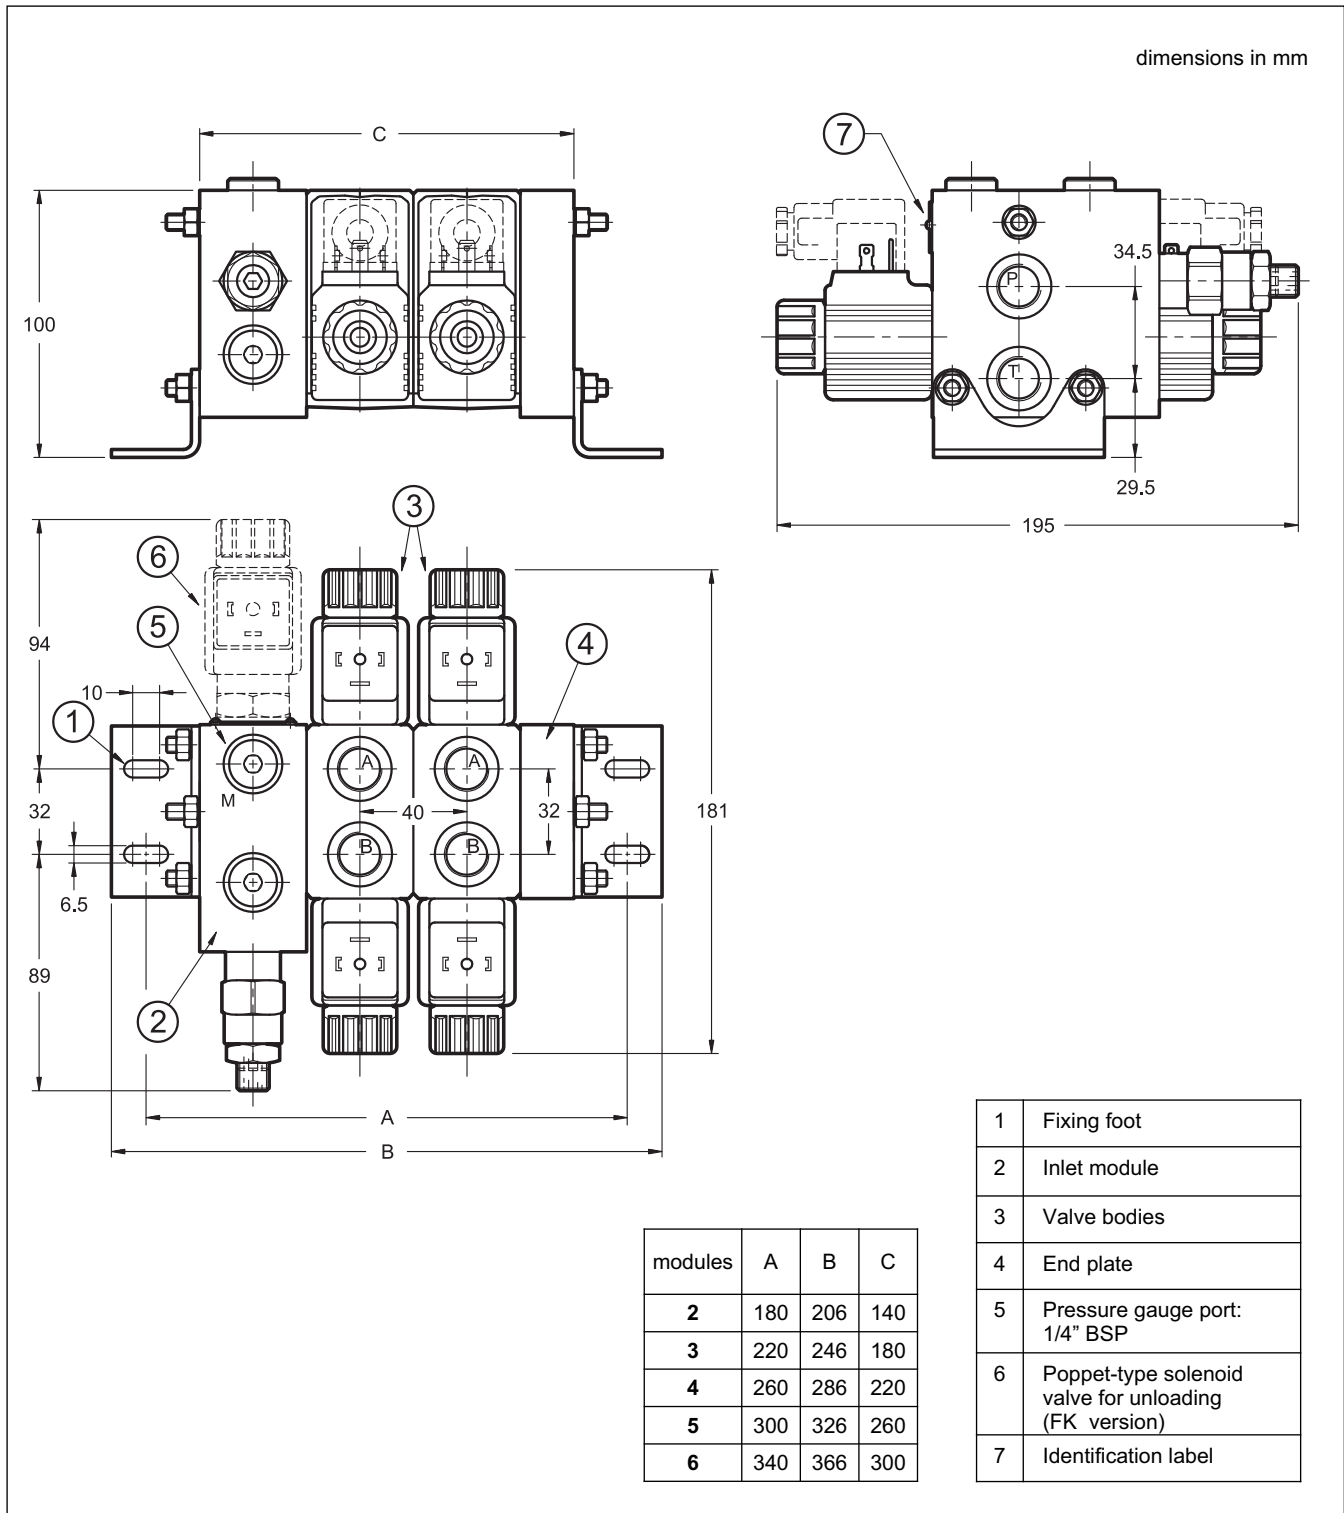 dimensions in mm
C
7
100
P
T
34.5
29.5
195
3
6
5
4
94
10
1
32
6.5
89
M
A
A
40
32
B
B
181
2
A
B
modules A B C
2 180 206 140
3 220 246 180
4 260 286 220
5 300 326 260
6 340 366 300
1 Fixing foot
2 Inlet module
3 Valve bodies
4 End plate
5 Pressure gauge port:
1/4” BSP
6 Poppet-type solenoid
valve for unloading
(FK version)
7 Identification label